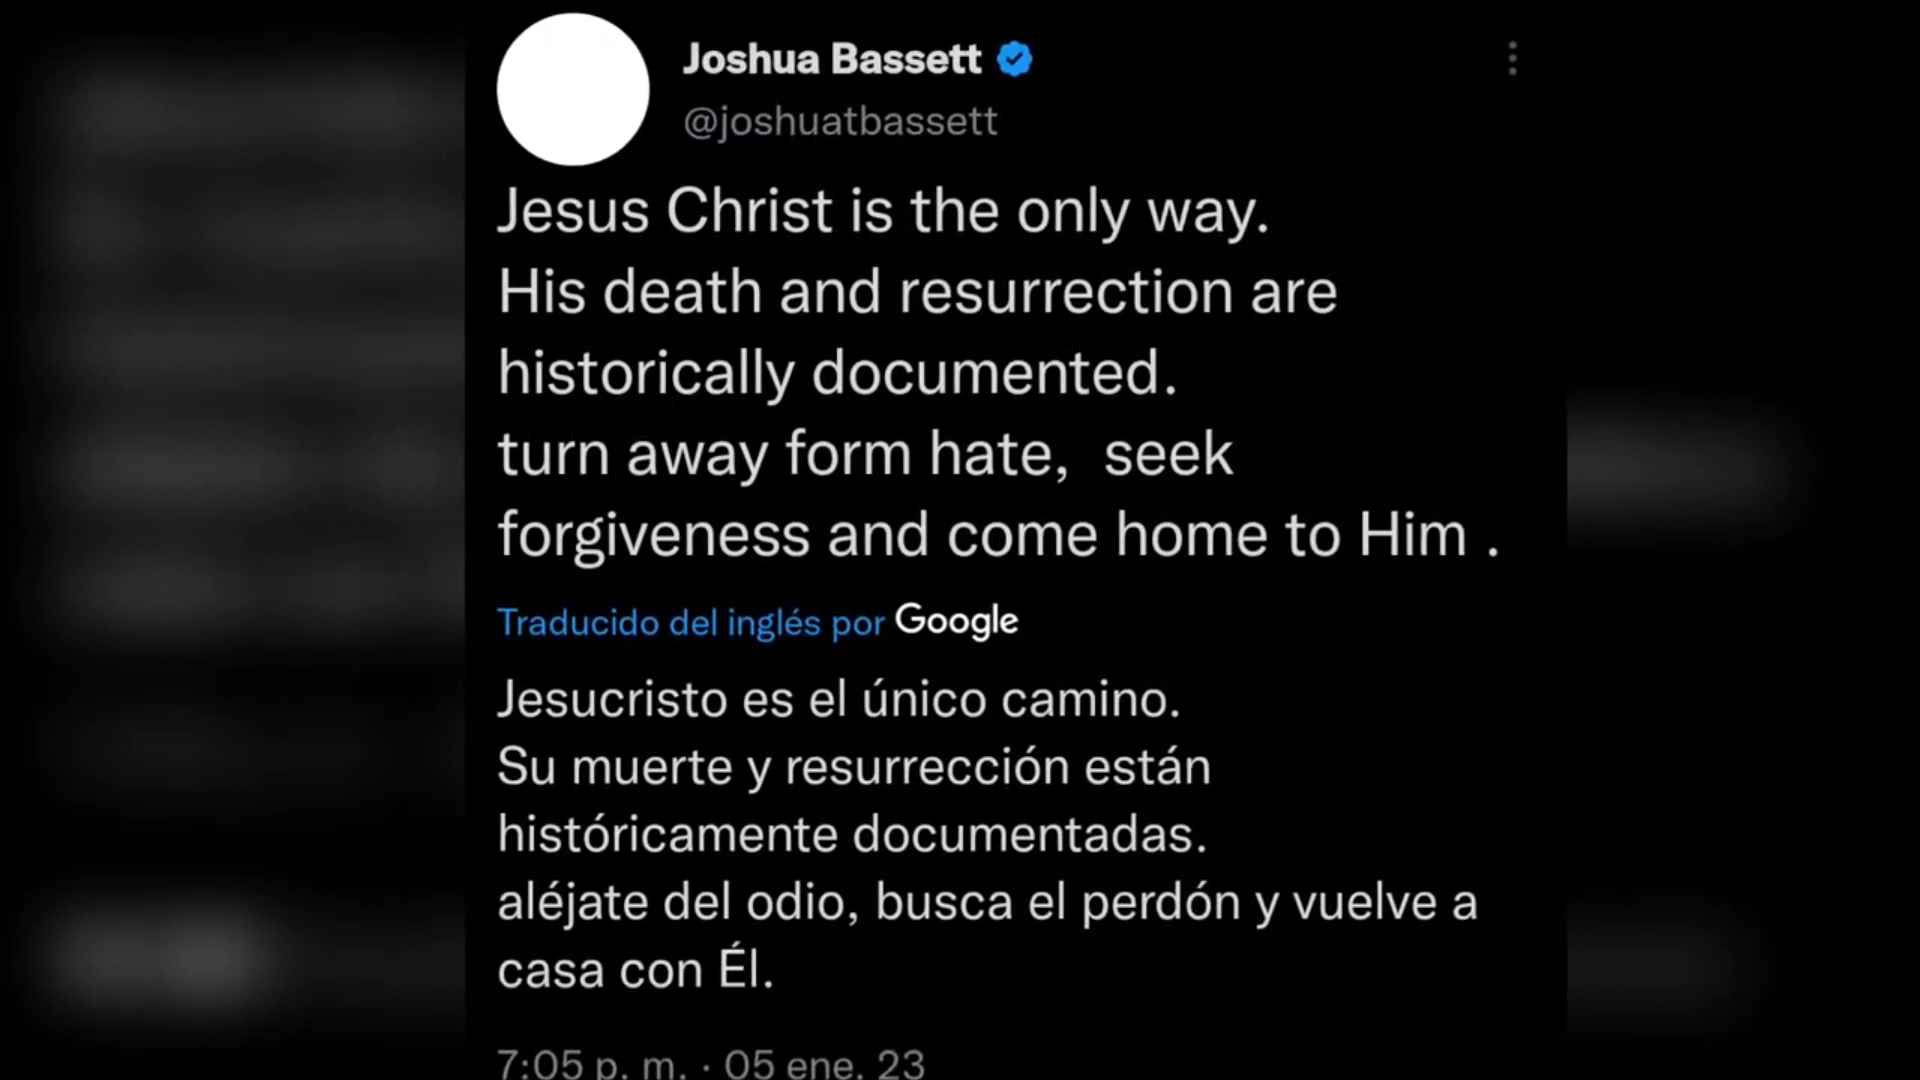 Joshua Bassett
@joshuatbassett
Jesus Christ is the only way.
His death and resurrection are
historically documented.
turn away form hate,  seek
forgiveness and come home to Him .
Traducido del inglés por Google
Jesucristo es el único camino.
Su muerte y resurrección están
históricamente documentadas.
aléjate del odio, busca el perdón y vuelve a
casa con Él.
7:05 p. m. · 05 ene. 23